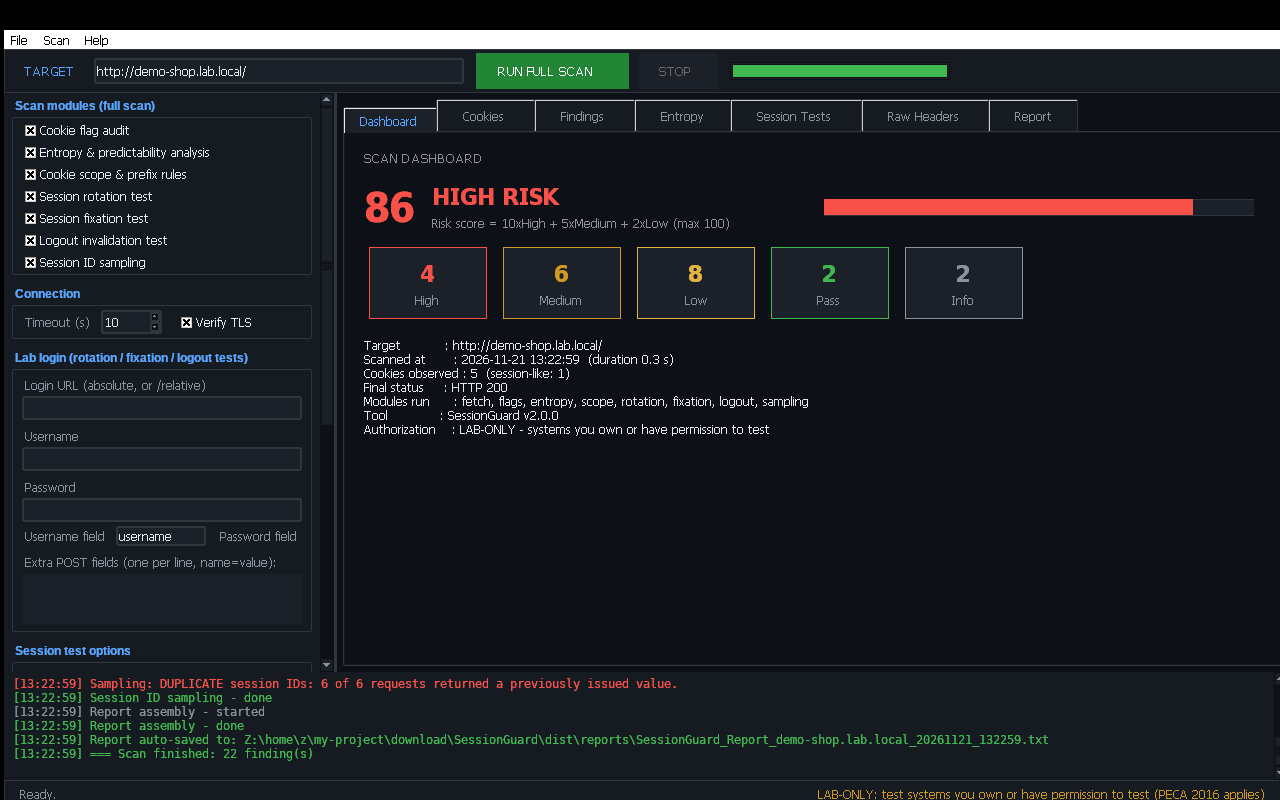 File Scan Help
TARGET http://demo-shop.lab.local/ RUN FULL SCAN STOP
Scan modules (full scan)
Cookie flag audit
Entropy & predictability analysis
Cookie scope & prefix rules
Session rotation test
Session fixation test
Logout invalidation test
Session ID sampling
Connection
Timeout (s) 10 Verify TLS
Lab login (rotation / fixation / logout tests)
Login URL (absolute, or /relative)
Username
Password
Username field username Password field
Extra POST fields (one per line, name=value):
Session test options
Dashboard Cookies Findings Entropy Session Tests Raw Headers Report
SCAN DASHBOARD
86 HIGH RISK
Risk score = 10xHigh + 5xMedium + 2xLow (max 100)
4 6 8 2 2
High Medium Low Pass Info
Target : http://demo-shop.lab.local/
Scanned at : 2026-11-21 13:22:59 (duration 0.3 s)
Cookies observed : 5 (session-like: 1)
Final status : HTTP 200
Modules run : fetch, flags, entropy, scope, rotation, fixation, logout, sampling
Tool : SessionGuard v2.0.0
Authorization : LAB-ONLY - systems you own or have permission to test
[13:22:59] Sampling: DUPLICATE session IDs: 6 of 6 requests returned a previously issued value.
[13:22:59] Session ID sampling - done
[13:22:59] Report assembly - started
[13:22:59] Report assembly - done
[13:22:59] Report auto-saved to: Z:\home\z\my-project\download\SessionGuard\dist\reports\SessionGuard_Report_demo-shop.lab.local_20261121_132259.txt
[13:22:59] === Scan finished: 22 finding(s)
Ready. LAB-ONLY: test systems you own or have permission to test (PECA 2016 applies)